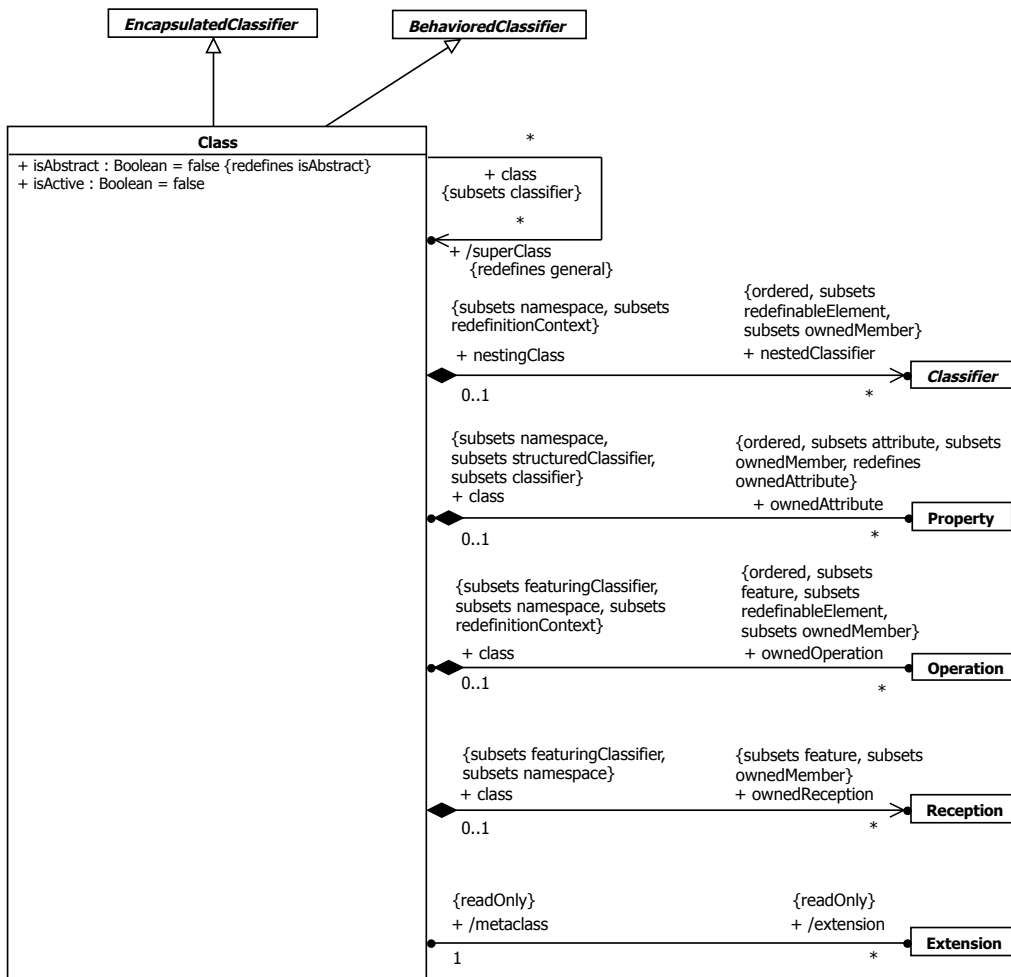 EncapsulatedClassifier
BehavioredClassifier
Class
+ isAbstract : Boolean = false {redefines isAbstract}
+ isActive : Boolean = false
*
+ class
{subsets classifier}
*
+ /superClass
{redefines general}
{subsets namespace, subsets
redefinitionContext}
+ nestingClass
0..1
{ordered, subsets
redefinableElement,
subsets ownedMember}
+ nestedClassifier
*
Classifier
{subsets namespace,
subsets structuredClassifier,
subsets classifier}
+ class
0..1
{ordered, subsets attribute, subsets
ownedMember, redefines
ownedAttribute}
+ ownedAttribute
*
Property
{subsets featuringClassifier,
subsets namespace, subsets
redefinitionContext}
+ class
0..1
{ordered, subsets
feature, subsets
redefinableElement,
subsets ownedMember}
+ ownedOperation
*
Operation
{subsets featuringClassifier,
subsets namespace}
+ class
0..1
{subsets feature, subsets
ownedMember}
+ ownedReception
*
Reception
{readOnly}
+ /metaclass
1
{readOnly}
+ /extension
*
Extension